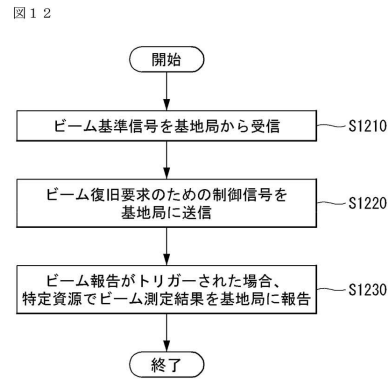 図１２
開始
ビーム基準信号を基地局から受信
S1210
ビーム復旧要求のための制御信号を
基地局に送信
S1220
ビーム報告がトリガーされた場合、
特定資源でビーム測定結果を基地局に報告
S1230
終了